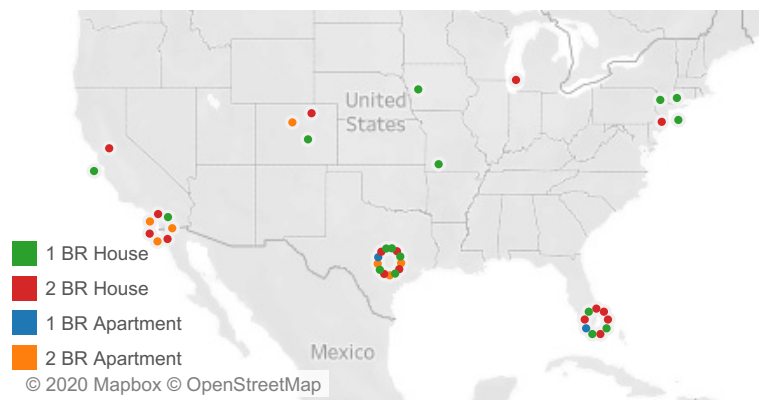 United
States
1 BR House
2 BR House
1 BR Apartment
2 BR Apartment
Mexico
© 2020 Mapbox © OpenStreetMap